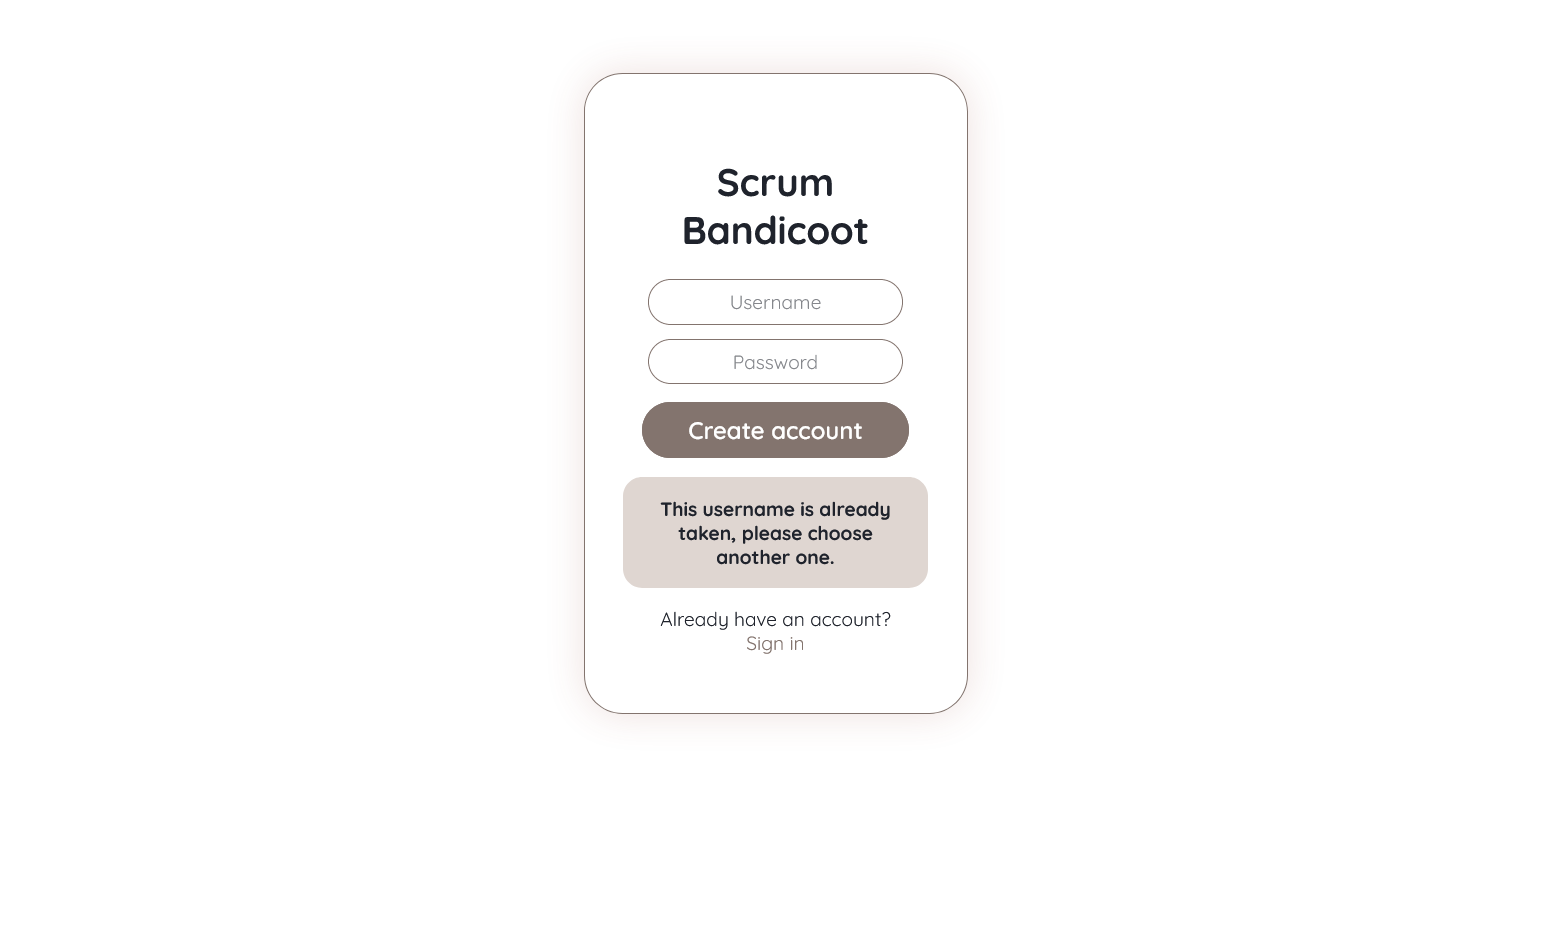 Scrum
Bandicoot
Username
Password
Create account
This username is already
taken, please choose
another one.
Already have an account?
Sign in